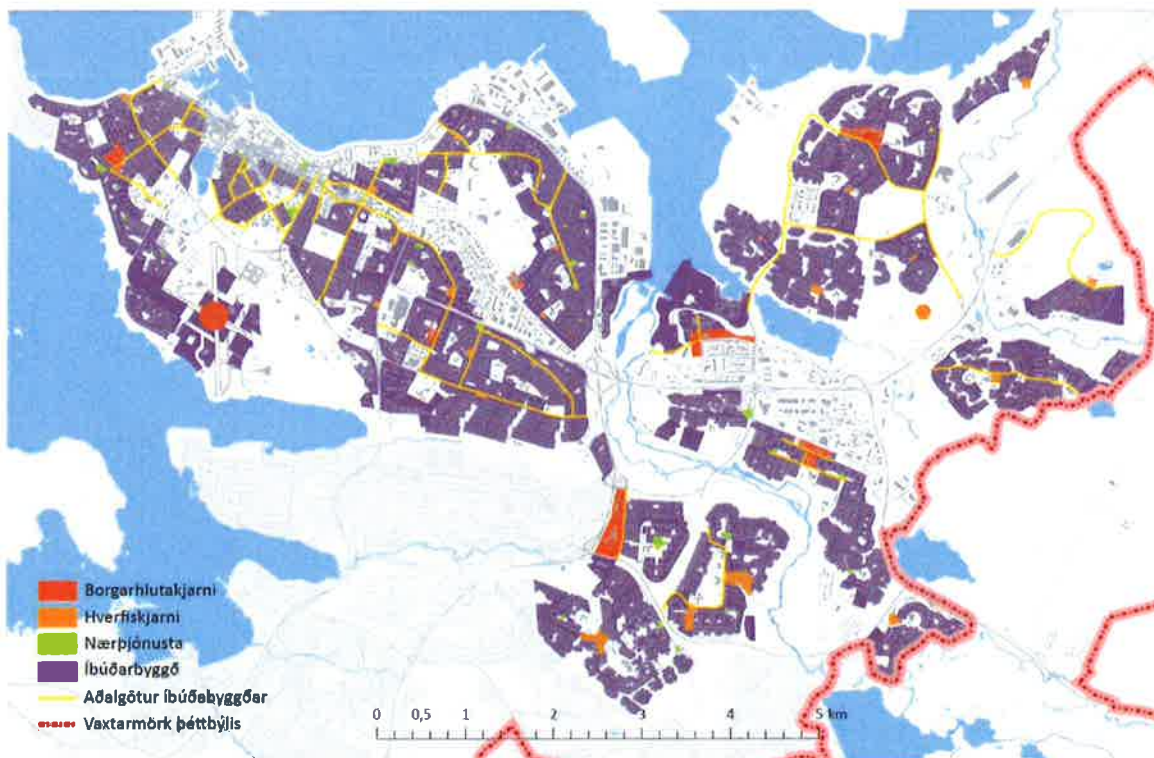 Borgarhlutakjarni
Hverfiskjarni
Nærþjónusta
Íbúðarbyggð
Aðalgötur íbúðabyggðar
Vaxtarmörk þéttbýlis
0 0,5 1 2 3 4 5 km